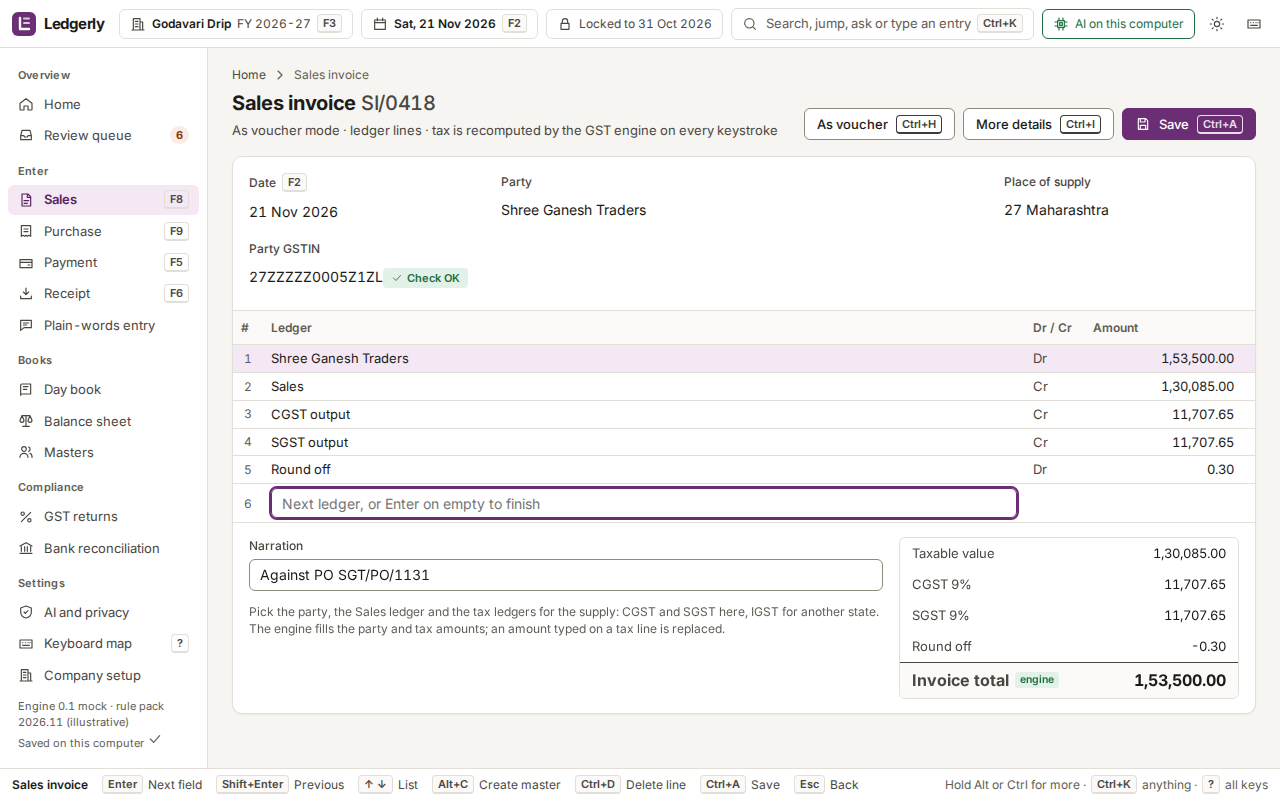 Ledgerly
Godavari Drip FY 2026-27 F3
Sat, 21 Nov 2026 F2
Locked to 31 Oct 2026
Search, jump, ask or type an entry Ctrl+K
AI on this computer
Overview
Home
Review queue 6
Enter
Sales F8
Purchase F9
Payment F5
Receipt F6
Plain-words entry
Books
Day book
Balance sheet
Masters
Compliance
GST returns
Bank reconciliation
Settings
AI and privacy
Keyboard map ?
Company setup
Engine 0.1 mock · rule pack
2026.11 (illustrative)
Saved on this computer
Home > Sales invoice
Sales invoice SI/0418
As voucher mode · ledger lines · tax is recomputed by the GST engine on every keystroke
As voucher Ctrl+H
More details Ctrl+I
Save Ctrl+A
Date F2
21 Nov 2026
Party
Shree Ganesh Traders
Place of supply
27 Maharashtra
Party GSTIN
27ZZZZZ0005Z1ZL Check OK
# Ledger Dr / Cr Amount
1 Shree Ganesh Traders Dr 1,53,500.00
2 Sales Cr 1,30,085.00
3 CGST output Cr 11,707.65
4 SGST output Cr 11,707.65
5 Round off Dr 0.30
6 Next ledger, or Enter on empty to finish
Narration
Against PO SGT/PO/1131
Pick the party, the Sales ledger and the tax ledgers for the supply: CGST and SGST here, IGST for another state.
The engine fills the party and tax amounts; an amount typed on a tax line is replaced.
Taxable value 1,30,085.00
CGST 9% 11,707.65
SGST 9% 11,707.65
Round off -0.30
Invoice total engine 1,53,500.00
Sales invoice Enter Next field Shift+Enter Previous ↑ ↓ List Alt+C Create master Ctrl+D Delete line Ctrl+A Save Esc Back Hold Alt or Ctrl for more · Ctrl+K anything · ? all keys